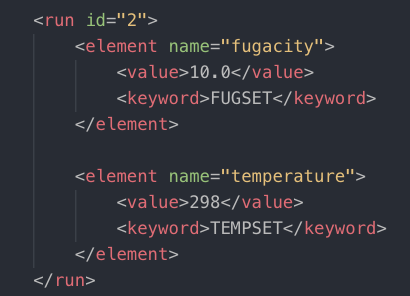 <run id="2">
    <element name="fugacity">
        <value>10.0</value>
        <keyword>FUGSET</keyword>
    </element>

    <element name="temperature">
        <value>298</value>
        <keyword>TEMPSET</keyword>
    </element>
</run>